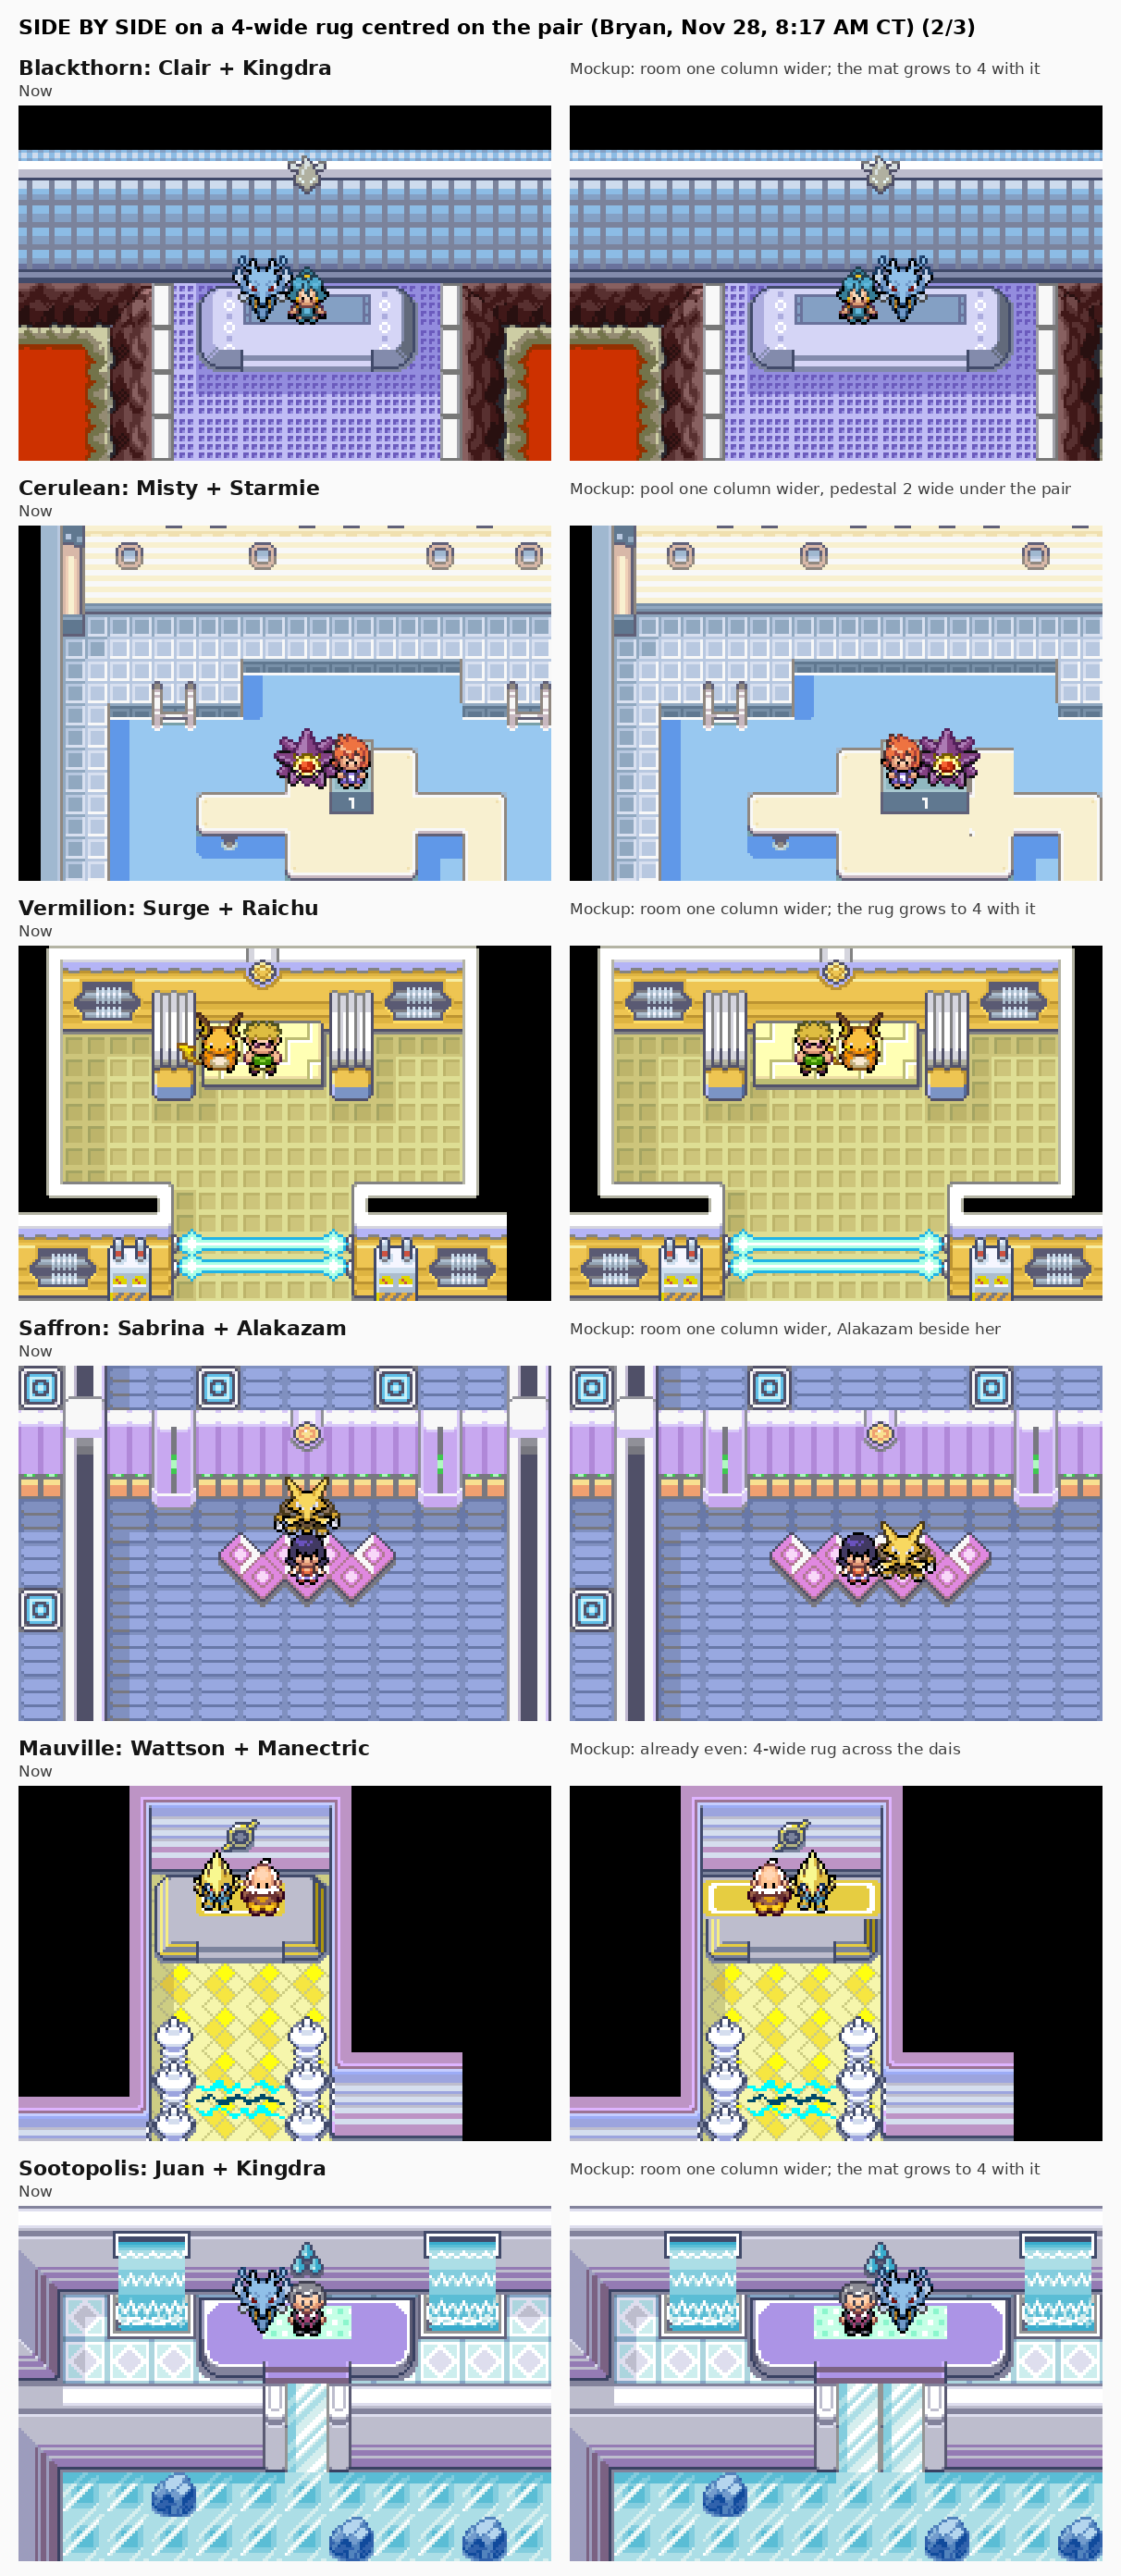 SIDE BY SIDE on a 4-wide rug centred on the pair (Bryan, Nov 28, 8:17 AM CT) (2/3)
Blackthorn: Clair + Kingdra
Mockup: room one column wider; the mat grows to 4 with it
Now
Cerulean: Misty + Starmie
Mockup: pool one column wider, pedestal 2 wide under the pair
Now
1
1
Vermilion: Surge + Raichu
Mockup: room one column wider; the rug grows to 4 with it
Now
Saffron: Sabrina + Alakazam
Mockup: room one column wider, Alakazam beside her
Now
Mauville: Wattson + Manectric
Mockup: already even: 4-wide rug across the dais
Now
Sootopolis: Juan + Kingdra
Mockup: room one column wider; the mat grows to 4 with it
Now